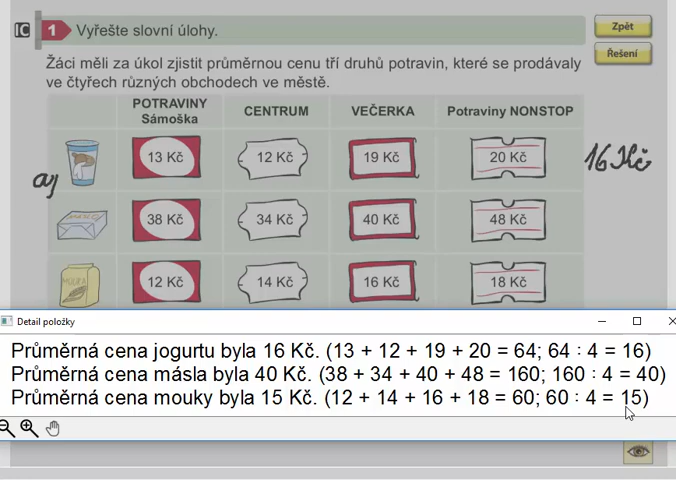 IC 1 Vyřešte slovní úlohy.
Zpět
Řešení
Žáci měli za úkol zjistit průměrnou cenu tří druhů potravin, které se prodávaly
ve čtyřech různých obchodech ve městě.
POTRAVINY Sámoška CENTRUM VEČERKA Potraviny NONSTOP
13 Kč 12 Kč 19 Kč 20 Kč 16 Kč
a)
38 Kč 34 Kč 40 Kč 48 Kč
MOUKA 12 Kč 14 Kč 16 Kč 18 Kč
Detail položky
Průměrná cena jogurtu byla 16 Kč. (13 + 12 + 19 + 20 = 64; 64 : 4 = 16)
Průměrná cena másla byla 40 Kč. (38 + 34 + 40 + 48 = 160; 160 : 4 = 40)
Průměrná cena mouky byla 15 Kč. (12 + 14 + 16 + 18 = 60; 60 : 4 = 15)